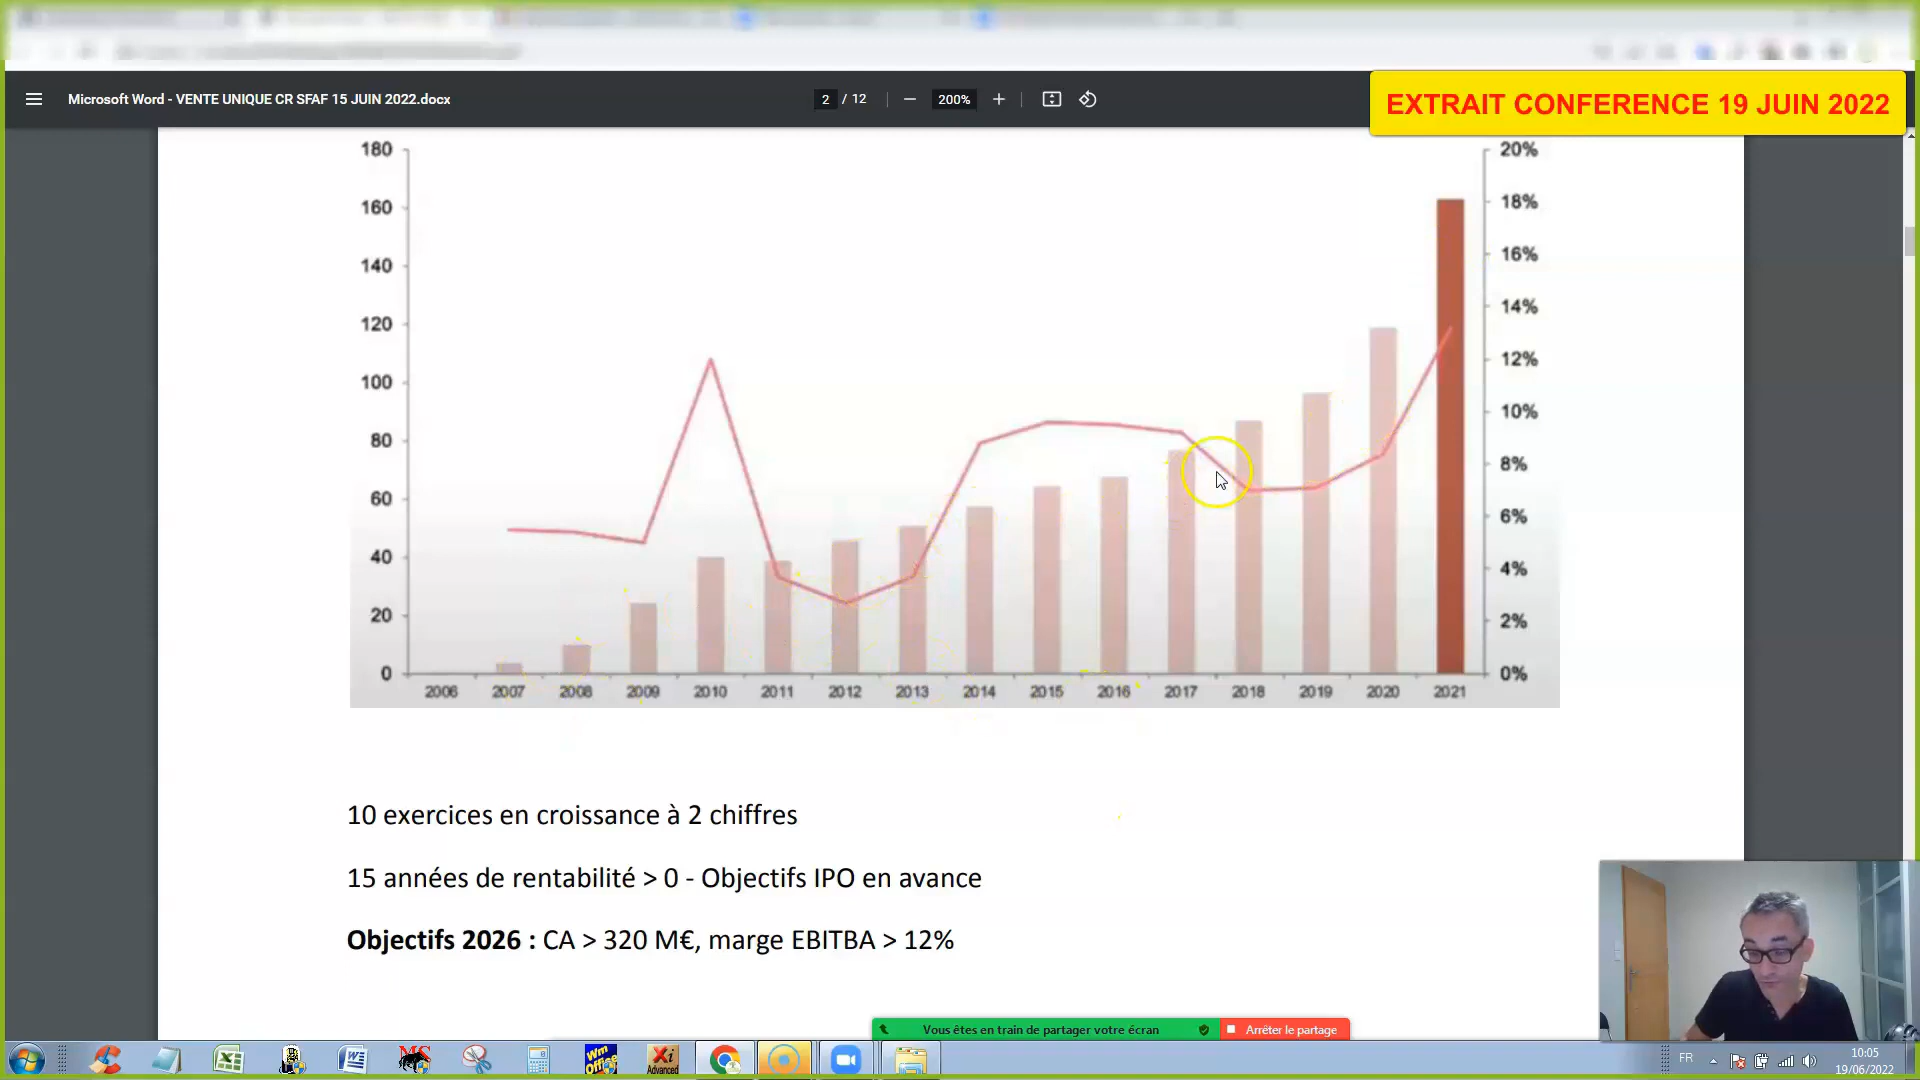 Microsoft Word - VENTE UNIQUE CR SFAF 15 JUIN 2022.docx
2 / 12
200%
EXTRAIT CONFERENCE 19 JUIN 2022
180
160
140
120
100
80
60
40
20
0
20%
18%
16%
14%
12%
10%
8%
6%
4%
2%
0%
2006 2007 2008 2009 2010 2011 2012 2013 2014 2015 2016 2017 2018 2019 2020 2021
10 exercices en croissance à 2 chiffres
15 années de rentabilité > 0 - Objectifs IPO en avance
Objectifs 2026 : CA > 320 M€, marge EBITBA > 12%
Vous êtes en train de partager votre écran
Arrêter le partage
Wm
Office
Xi
Advanced
FR
10:05
19/06/2022